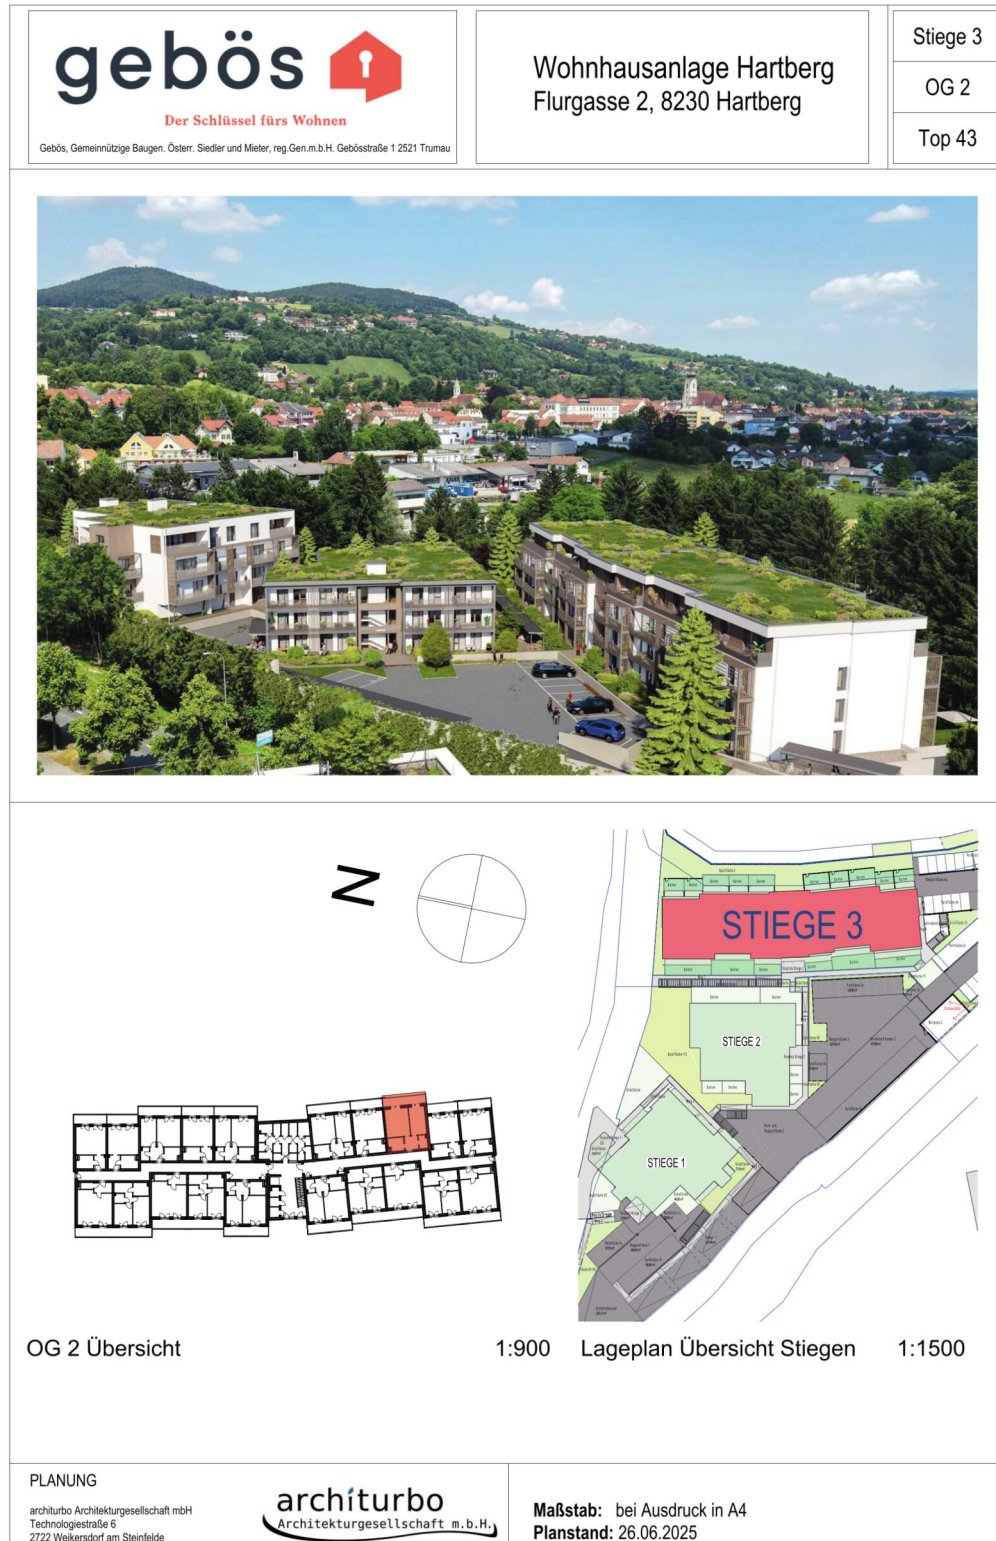 gebös
Der Schlüssel fürs Wohnen
Gebös, Gemeinnützige Baugen. Österr. Siedler und Mieter, reg.Gen.m.b.H. Gebösstraße 1 2521 Trumau
Wohnhausanlage Hartberg
Flurgasse 2, 8230 Hartberg
Stiege 3
OG 2
Top 43
N
STIEGE 3
STIEGE 2
STIEGE 1
OG 2 Übersicht
1:900
Lageplan Übersicht Stiegen
1:1500
PLANUNG
architurbo Architekturgesellschaft mbH
Technologiestraße 6
2722 Weikersdorf am Steinfelde
architurbo
Architekturgesellschaft m.b.H.
Maßstab: bei Ausdruck in A4
Planstand: 26.06.2025